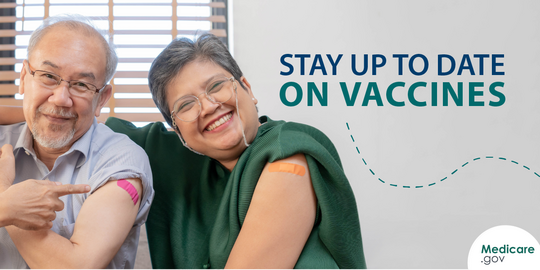 STAY UP TO DATE
ON VACCINES
Medicare
.gov